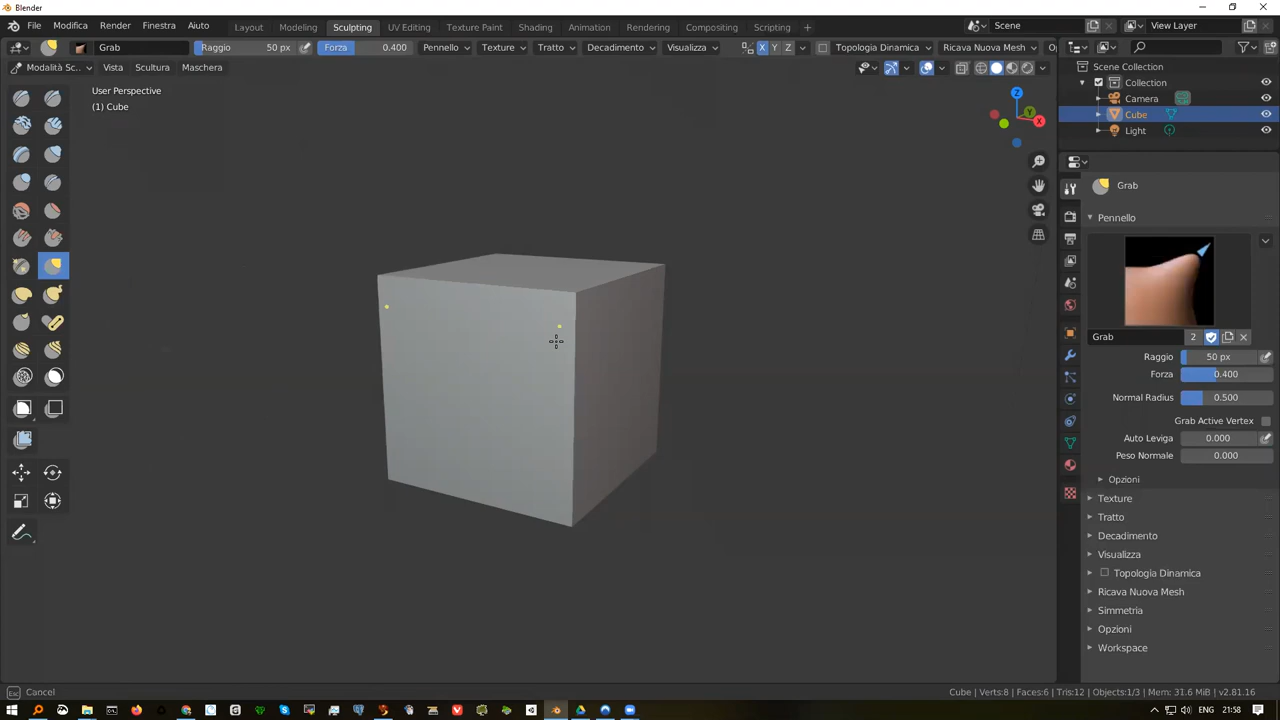 Blender
File Modifica Render Finestra Aiuto Layout Modeling Sculpting UV Editing Texture Paint Shading Animation Rendering Compositing Scripting + Scene View Layer
Grab Raggio 50 px Forza 0.400 Pennello Texture Tratto Decadimento Visualizza X Y Z Topologia Dinamica Ricava Nuova Mesh Op
Modalità Sc... Vista Scultura Maschera
User Perspective
(1) Cube
Z
Y
X
Scene Collection
Collection
Camera
Cube
Light
Grab
Pennello
Grab 2
Raggio 50 px
Forza 0.400
Normal Radius 0.500
Grab Active Vertex
Auto Leviga 0.000
Peso Normale 0.000
Opzioni
Texture
Tratto
Decadimento
Visualizza
Topologia Dinamica
Ricava Nuova Mesh
Simmetria
Opzioni
Workspace
Esc Cancel Cube | Verts:8 | Faces:6 | Tris:12 | Objects:1/3 | Mem: 31.6 MiB | v2.81.16
ENG 21:58